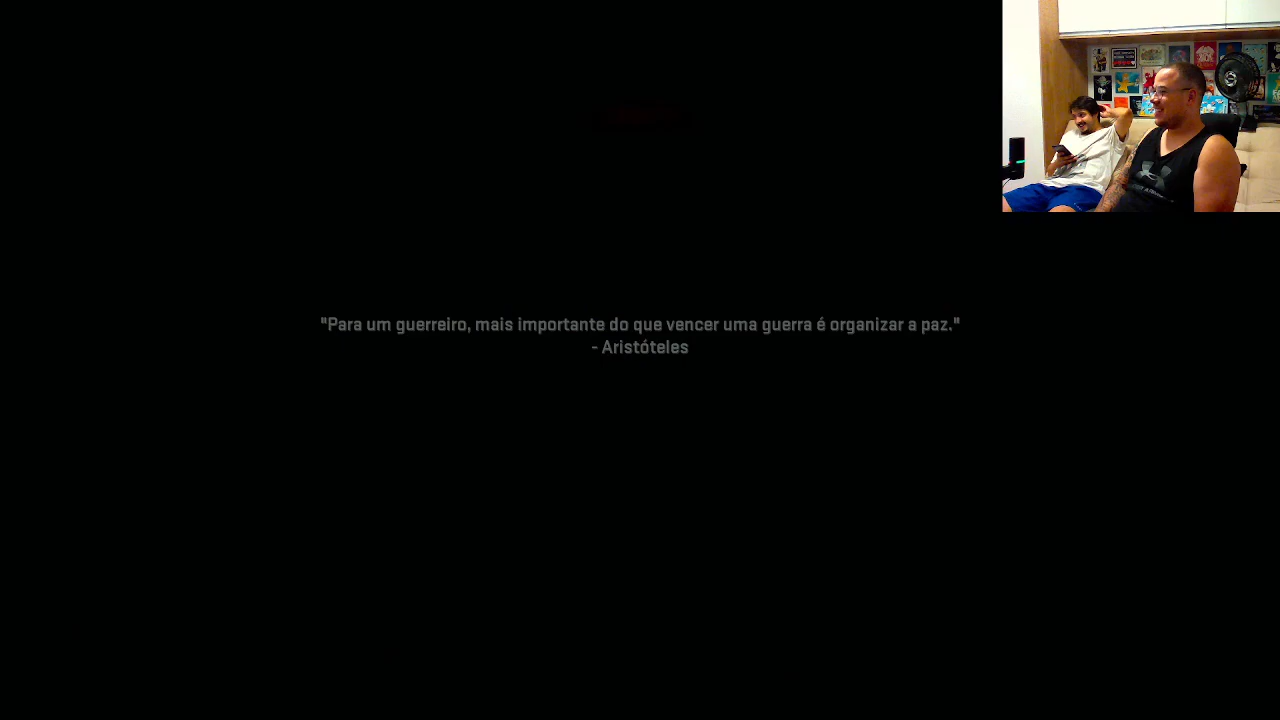 "Para um guerreiro, mais importante do que vencer uma guerra é organizar a paz."
- Aristóteles